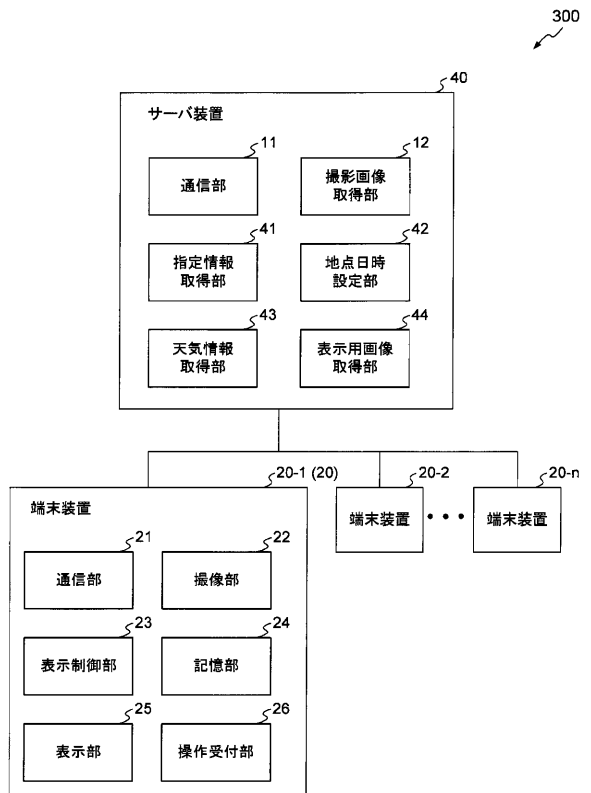 300
40
サーバ装置
11
通信部
12
撮影画像
取得部
41
指定情報
取得部
42
地点日時
設定部
43
天気情報
取得部
44
表示用画像
取得部
20-1 (20)
端末装置
21
通信部
22
撮像部
23
表示制御部
24
記憶部
25
表示部
26
操作受付部
20-2
端末装置
• • •
20-n
端末装置